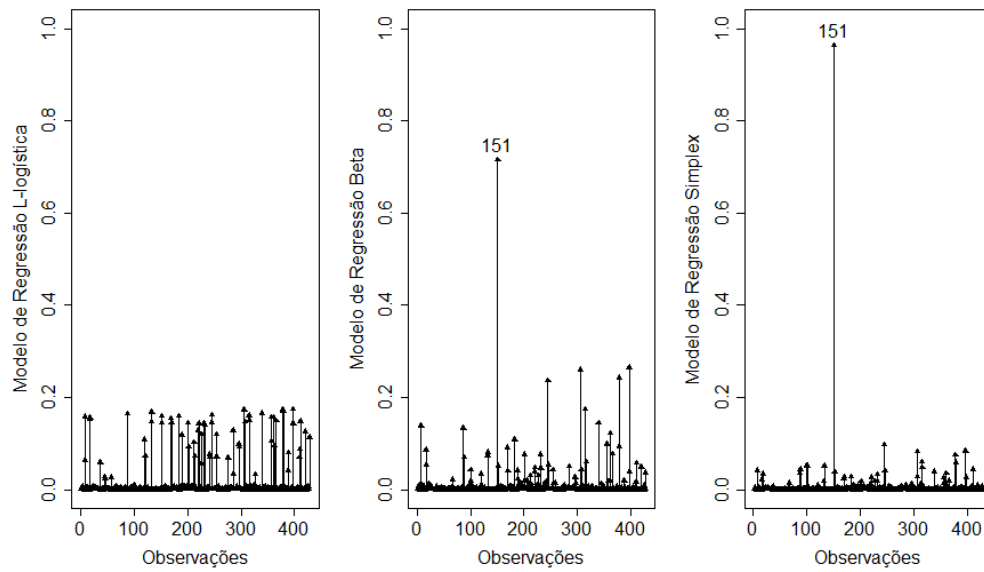 Modelo de Regressão L-logística
0.0 0.2 0.4 0.6 0.8 1.0
0 100 200 300 400
Observações
Modelo de Regressão Beta
0.0 0.2 0.4 0.6 0.8 1.0
151
0 100 200 300 400
Observações
Modelo de Regressão Simplex
0.0 0.2 0.4 0.6 0.8 1.0
151
0 100 200 300 400
Observações